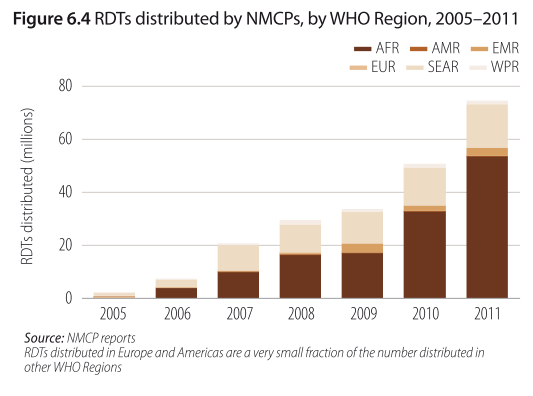 Figure 6.4 RDTs distributed by NMCPs, by WHO Region, 2005–2011
AFR AMR EMR
EUR SEAR WPR
RDTs distributed (millions)
80
60
40
20
0
2005 2006 2007 2008 2009 2010 2011
Source: NMCP reports
RDTs distributed in Europe and Americas are a very small fraction of the number distributed in
other WHO Regions